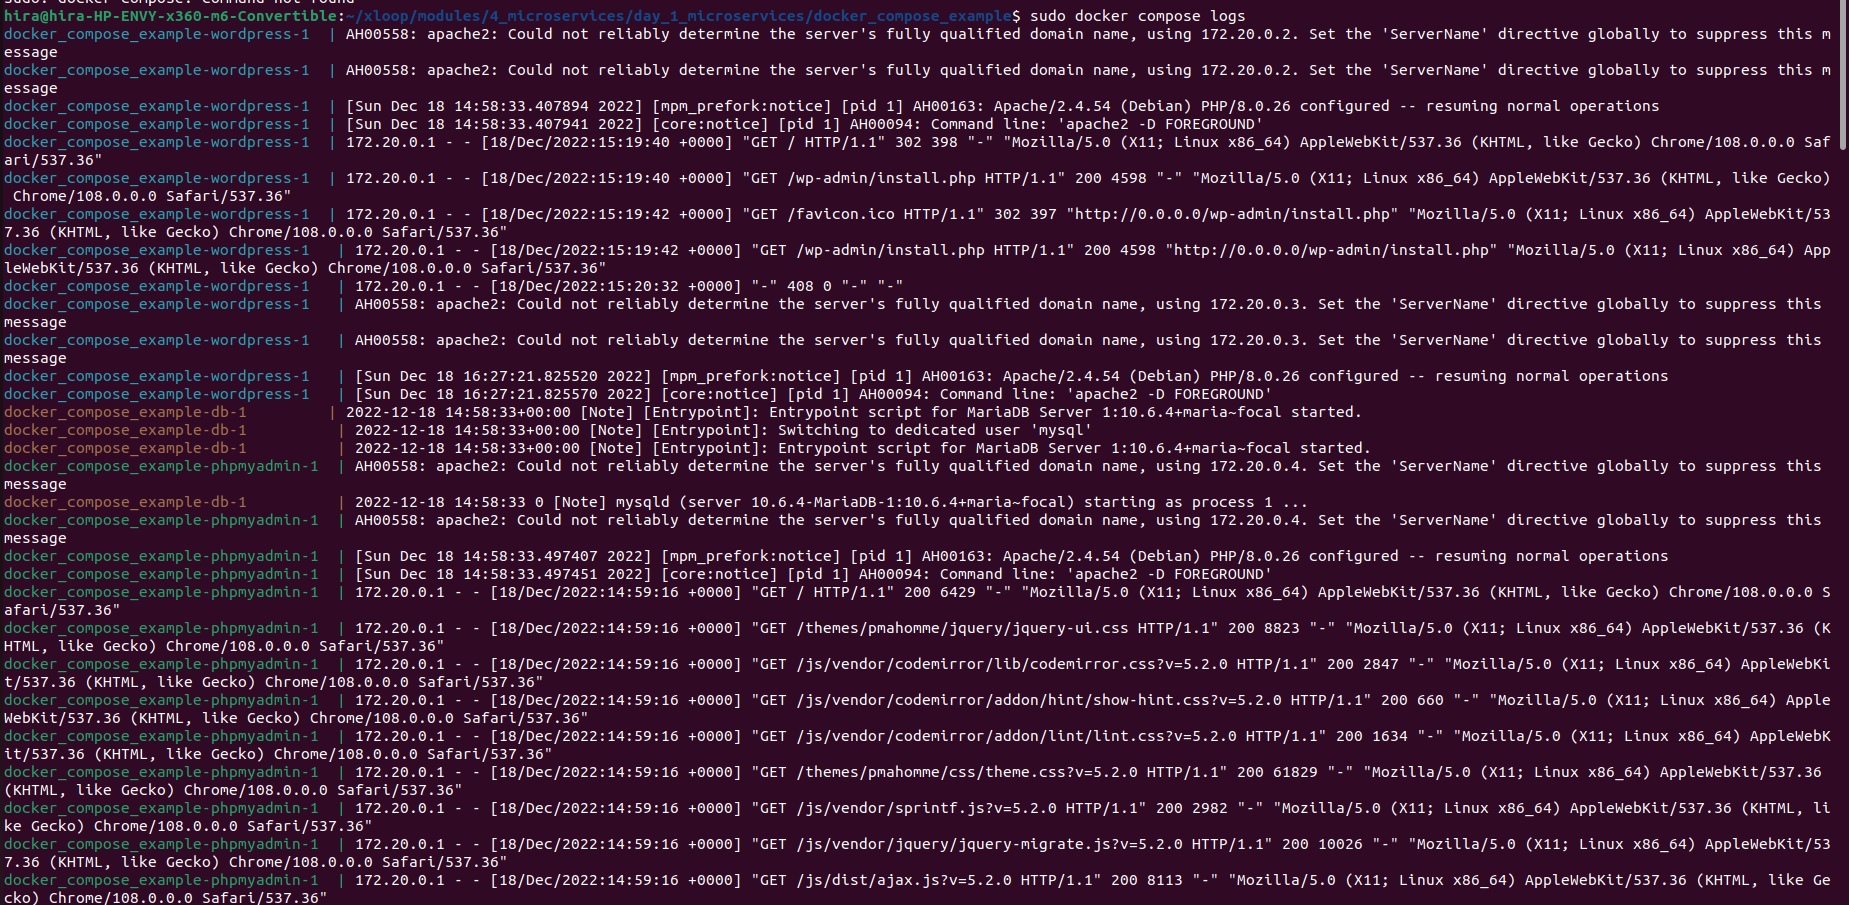 sudo: docker-compose: command not found
hira@hira-HP-ENVY-x360-m6-Convertible:~/xloop/modules/4_microservices/day_1_microservices/docker_compose_example$ sudo docker compose logs
docker_compose_example-wordpress-1  | AH00558: apache2: Could not reliably determine the server's fully qualified domain name, using 172.20.0.2. Set the 'ServerName' directive globally to suppress this m
essage
docker_compose_example-wordpress-1  | AH00558: apache2: Could not reliably determine the server's fully qualified domain name, using 172.20.0.2. Set the 'ServerName' directive globally to suppress this m
essage
docker_compose_example-wordpress-1  | [Sun Dec 18 14:58:33.407894 2022] [mpm_prefork:notice] [pid 1] AH00163: Apache/2.4.54 (Debian) PHP/8.0.26 configured -- resuming normal operations
docker_compose_example-wordpress-1  | [Sun Dec 18 14:58:33.407941 2022] [core:notice] [pid 1] AH00094: Command line: 'apache2 -D FOREGROUND'
docker_compose_example-wordpress-1  | 172.20.0.1 - - [18/Dec/2022:15:19:40 +0000] "GET / HTTP/1.1" 302 398 "-" "Mozilla/5.0 (X11; Linux x86_64) AppleWebKit/537.36 (KHTML, like Gecko) Chrome/108.0.0.0 Saf
ari/537.36"
docker_compose_example-wordpress-1  | 172.20.0.1 - - [18/Dec/2022:15:19:40 +0000] "GET /wp-admin/install.php HTTP/1.1" 200 4598 "-" "Mozilla/5.0 (X11; Linux x86_64) AppleWebKit/537.36 (KHTML, like Gecko)
 Chrome/108.0.0.0 Safari/537.36"
docker_compose_example-wordpress-1  | 172.20.0.1 - - [18/Dec/2022:15:19:42 +0000] "GET /favicon.ico HTTP/1.1" 302 397 "http://0.0.0.0/wp-admin/install.php" "Mozilla/5.0 (X11; Linux x86_64) AppleWebKit/53
7.36 (KHTML, like Gecko) Chrome/108.0.0.0 Safari/537.36"
docker_compose_example-wordpress-1   | 172.20.0.1 - - [18/Dec/2022:15:19:42 +0000] "GET /wp-admin/install.php HTTP/1.1" 200 4598 "http://0.0.0.0/wp-admin/install.php" "Mozilla/5.0 (X11; Linux x86_64) App
leWebKit/537.36 (KHTML, like Gecko) Chrome/108.0.0.0 Safari/537.36"
docker_compose_example-wordpress-1   | 172.20.0.1 - - [18/Dec/2022:15:20:32 +0000] "-" 408 0 "-" "-"
docker_compose_example-wordpress-1   | AH00558: apache2: Could not reliably determine the server's fully qualified domain name, using 172.20.0.3. Set the 'ServerName' directive globally to suppress this
message
docker_compose_example-wordpress-1   | AH00558: apache2: Could not reliably determine the server's fully qualified domain name, using 172.20.0.3. Set the 'ServerName' directive globally to suppress this
message
docker_compose_example-wordpress-1   | [Sun Dec 18 16:27:21.825520 2022] [mpm_prefork:notice] [pid 1] AH00163: Apache/2.4.54 (Debian) PHP/8.0.26 configured -- resuming normal operations
docker_compose_example-wordpress-1   | [Sun Dec 18 16:27:21.825570 2022] [core:notice] [pid 1] AH00094: Command line: 'apache2 -D FOREGROUND'
docker_compose_example-db-1         | 2022-12-18 14:58:33+00:00 [Note] [Entrypoint]: Entrypoint script for MariaDB Server 1:10.6.4+maria~focal started.
docker_compose_example-db-1          | 2022-12-18 14:58:33+00:00 [Note] [Entrypoint]: Switching to dedicated user 'mysql'
docker_compose_example-db-1          | 2022-12-18 14:58:33+00:00 [Note] [Entrypoint]: Entrypoint script for MariaDB Server 1:10.6.4+maria~focal started.
docker_compose_example-phpmyadmin-1  | AH00558: apache2: Could not reliably determine the server's fully qualified domain name, using 172.20.0.4. Set the 'ServerName' directive globally to suppress this
message
docker_compose_example-db-1          | 2022-12-18 14:58:33 0 [Note] mysqld (server 10.6.4-MariaDB-1:10.6.4+maria~focal) starting as process 1 ...
docker_compose_example-phpmyadmin-1  | AH00558: apache2: Could not reliably determine the server's fully qualified domain name, using 172.20.0.4. Set the 'ServerName' directive globally to suppress this
message
docker_compose_example-phpmyadmin-1  | [Sun Dec 18 14:58:33.497407 2022] [mpm_prefork:notice] [pid 1] AH00163: Apache/2.4.54 (Debian) PHP/8.0.26 configured -- resuming normal operations
docker_compose_example-phpmyadmin-1  | [Sun Dec 18 14:58:33.497451 2022] [core:notice] [pid 1] AH00094: Command line: 'apache2 -D FOREGROUND'
docker_compose_example-phpmyadmin-1  | 172.20.0.1 - - [18/Dec/2022:14:59:16 +0000] "GET / HTTP/1.1" 200 6429 "-" "Mozilla/5.0 (X11; Linux x86_64) AppleWebKit/537.36 (KHTML, like Gecko) Chrome/108.0.0.0 S
afari/537.36"
docker_compose_example-phpmyadmin-1  | 172.20.0.1 - - [18/Dec/2022:14:59:16 +0000] "GET /themes/pmahomme/jquery/jquery-ui.css HTTP/1.1" 200 8823 "-" "Mozilla/5.0 (X11; Linux x86_64) AppleWebKit/537.36 (K
HTML, like Gecko) Chrome/108.0.0.0 Safari/537.36"
docker_compose_example-phpmyadmin-1  | 172.20.0.1 - - [18/Dec/2022:14:59:16 +0000] "GET /js/vendor/codemirror/lib/codemirror.css?v=5.2.0 HTTP/1.1" 200 2847 "-" "Mozilla/5.0 (X11; Linux x86_64) AppleWebKi
t/537.36 (KHTML, like Gecko) Chrome/108.0.0.0 Safari/537.36"
docker_compose_example-phpmyadmin-1  | 172.20.0.1 - - [18/Dec/2022:14:59:16 +0000] "GET /js/vendor/codemirror/addon/hint/show-hint.css?v=5.2.0 HTTP/1.1" 200 660 "-" "Mozilla/5.0 (X11; Linux x86_64) Apple
WebKit/537.36 (KHTML, like Gecko) Chrome/108.0.0.0 Safari/537.36"
docker_compose_example-phpmyadmin-1  | 172.20.0.1 - - [18/Dec/2022:14:59:16 +0000] "GET /js/vendor/codemirror/addon/lint/lint.css?v=5.2.0 HTTP/1.1" 200 1634 "-" "Mozilla/5.0 (X11; Linux x86_64) AppleWebK
it/537.36 (KHTML, like Gecko) Chrome/108.0.0.0 Safari/537.36"
docker_compose_example-phpmyadmin-1  | 172.20.0.1 - - [18/Dec/2022:14:59:16 +0000] "GET /themes/pmahomme/css/theme.css?v=5.2.0 HTTP/1.1" 200 61829 "-" "Mozilla/5.0 (X11; Linux x86_64) AppleWebKit/537.36
(KHTML, like Gecko) Chrome/108.0.0.0 Safari/537.36"
docker_compose_example-phpmyadmin-1  | 172.20.0.1 - - [18/Dec/2022:14:59:16 +0000] "GET /js/vendor/sprintf.js?v=5.2.0 HTTP/1.1" 200 2982 "-" "Mozilla/5.0 (X11; Linux x86_64) AppleWebKit/537.36 (KHTML, li
ke Gecko) Chrome/108.0.0.0 Safari/537.36"
docker_compose_example-phpmyadmin-1  | 172.20.0.1 - - [18/Dec/2022:14:59:16 +0000] "GET /js/vendor/jquery/jquery-migrate.js?v=5.2.0 HTTP/1.1" 200 10026 "-" "Mozilla/5.0 (X11; Linux x86_64) AppleWebKit/53
7.36 (KHTML, like Gecko) Chrome/108.0.0.0 Safari/537.36"
docker_compose_example-phpmyadmin-1  | 172.20.0.1 - - [18/Dec/2022:14:59:16 +0000] "GET /js/dist/ajax.js?v=5.2.0 HTTP/1.1" 200 8113 "-" "Mozilla/5.0 (X11; Linux x86_64) AppleWebKit/537.36 (KHTML, like Ge
cko) Chrome/108.0.0.0 Safari/537.36"